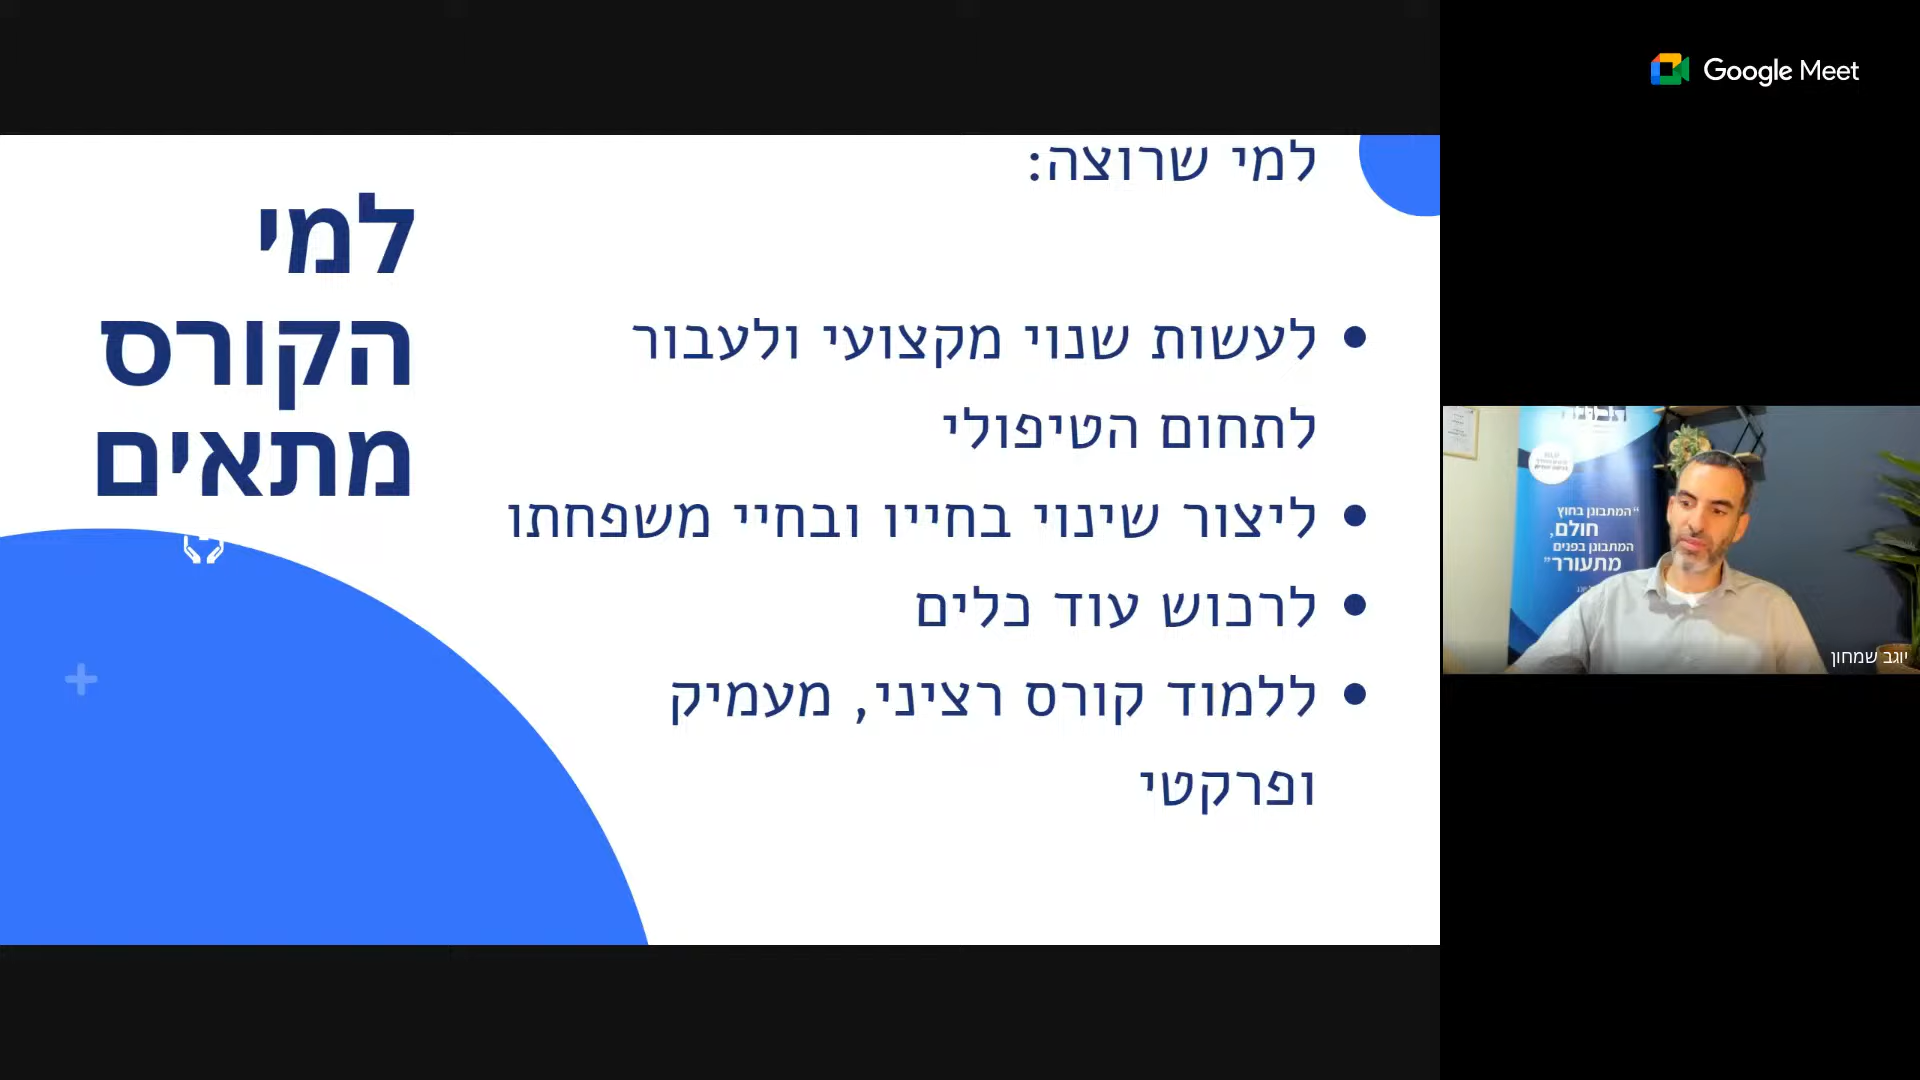 למי
הקורס
מתאים
למי שרוצה:
• לעשות שנוי מקצועי ולעבור
לתחום הטיפולי
• ליצור שינוי בחייו ובחיי משפחתו
• לרכוש עוד כלים
• ללמוד קורס רציני, מעמיק
ופרקטי
Google Meet
"המתבונן בחוץ
חולם,
המתבונן בפנים
מתעורר"
יוגב שמחון